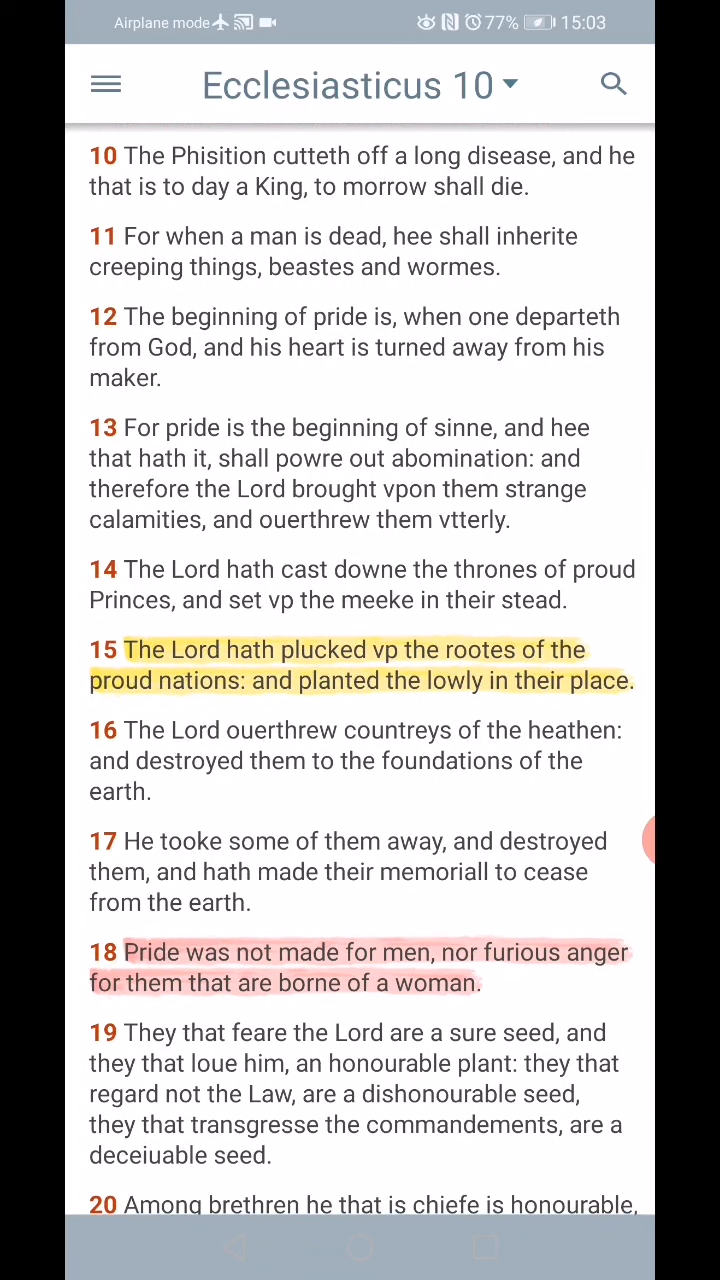 Airplane mode 77% 15:03
Ecclesiasticus 10
10 The Phisition cutteth off a long disease, and he
that is to day a King, to morrow shall die.
11 For when a man is dead, hee shall inherite
creeping things, beastes and wormes.
12 The beginning of pride is, when one departeth
from God, and his heart is turned away from his
maker.
13 For pride is the beginning of sinne, and hee
that hath it, shall powre out abomination: and
therefore the Lord brought vpon them strange
calamities, and ouerthrew them vtterly.
14 The Lord hath cast downe the thrones of proud
Princes, and set vp the meeke in their stead.
15 The Lord hath plucked vp the rootes of the
proud nations: and planted the lowly in their place.
16 The Lord ouerthrew countreys of the heathen:
and destroyed them to the foundations of the
earth.
17 He tooke some of them away, and destroyed
them, and hath made their memoriall to cease
from the earth.
18 Pride was not made for men, nor furious anger
for them that are borne of a woman.
19 They that feare the Lord are a sure seed, and
they that loue him, an honourable plant: they that
regard not the Law, are a dishonourable seed,
they that transgresse the commandements, are a
deceiuable seed.
20 Among brethren he that is chiefe is honourable,